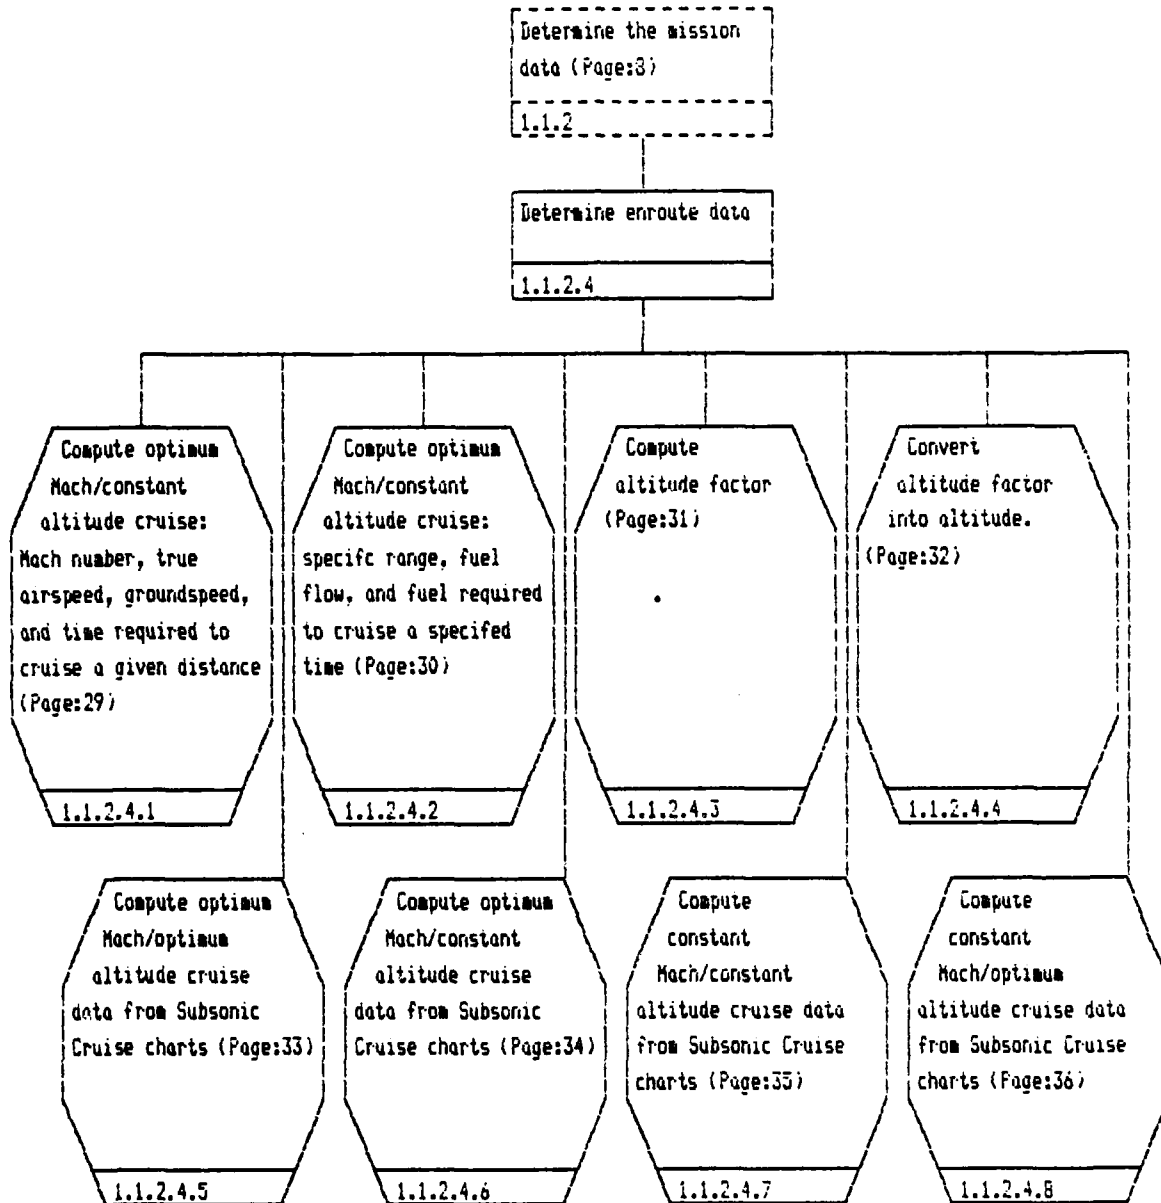 Determine the mission
data (Page:8)
1.1.2
Determine enroute data
1.1.2.4
Compute optimum
Mach/constant
altitude cruise:
Mach number, true
airspeed, groundspeed,
and time required to
cruise a given distance
(Page:29)
1.1.2.4.1
Compute optimum
Mach/constant
altitude cruise:
specifc range, fuel
flow, and fuel required
to cruise a specifed
time (Page:30)
1.1.2.4.2
Compute
altitude factor
(Page:31)
1.1.2.4.3
Convert
altitude factor
into altitude.
(Page:32)
1.1.2.4.4
Compute optimum
Mach/optimum
altitude cruise
data from Subsonic
Cruise charts (Page:33)
1.1.2.4.5
Compute optimum
Mach/constant
altitude cruise
data from Subsonic
Cruise charts (Page:34)
1.1.2.4.6
Compute
constant
Mach/constant
altitude cruise data
from Subsonic Cruise
charts (Page:35)
1.1.2.4.7
Compute
constant
Mach/optimum
altitude cruise data
from Subsonic Cruise
charts (Page:36)
1.1.2.4.8